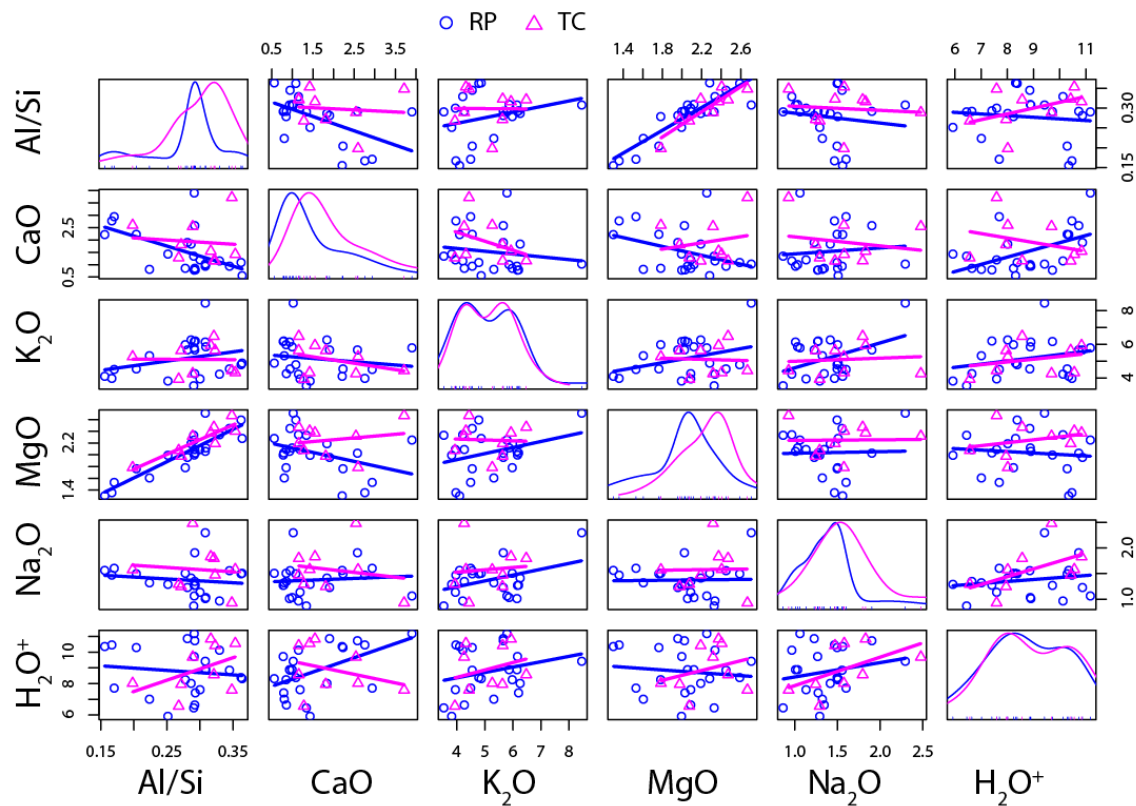 RP TC
0.5 1.5 2.5 3.5 1.4 1.8 2.2 2.6 6 7 8 9 11
Al/Si 0.15 0.30
CaO 0.5 2.5
K₂O 4 6 8
MgO 1.4 2.2
Na₂O 1.0 2.0
H₂O⁺ 6 8 10
0.15 0.25 0.35 4 5 6 7 8 1.0 1.5 2.0 2.5
Al/Si CaO K₂O MgO Na₂O H₂O⁺